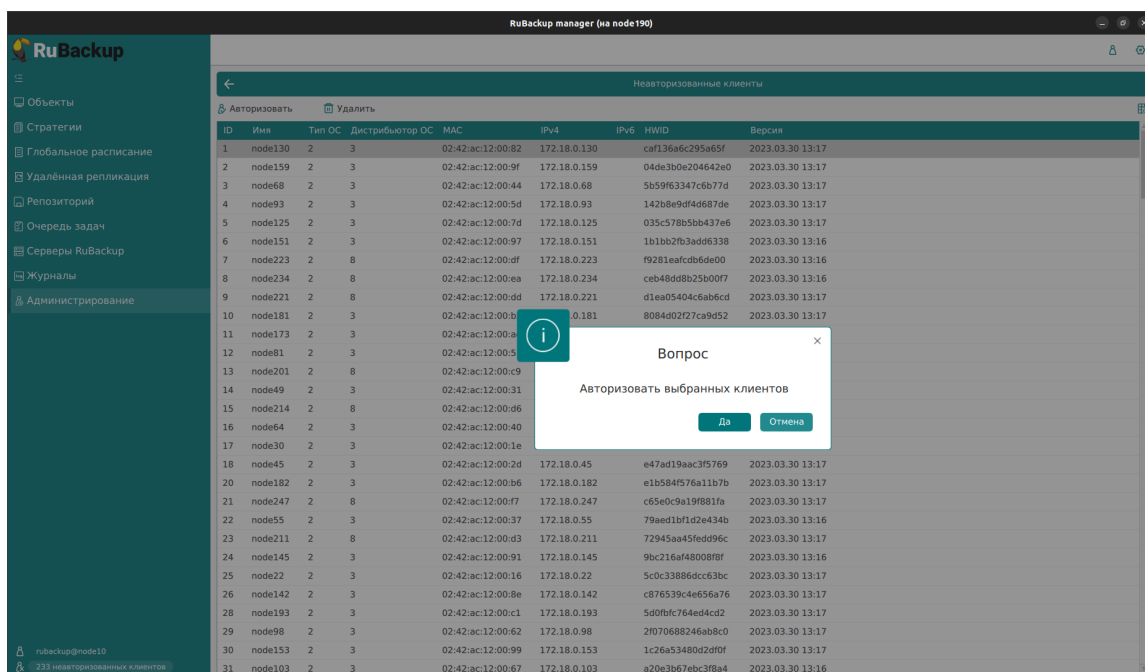 RuBackup manager (на node190)
RuBackup
Объекты
Стратегии
Глобальное расписание
Удалённая репликация
Репозиторий
Очередь задач
Серверы RuBackup
Журналы
Администрирование
rubackup@node10
233 неавторизованных клиентов
Неавторизованные клиенты
Авторизовать Удалить
ID Имя Тип ОС Дистрибьютор ОС MAC IPv4 IPv6 HWID Версия
1 node130 2 3 02:42:ac:12:00:82 172.18.0.130 caf136a6c295a65f 2023.03.30 13:17
2 node159 2 3 02:42:ac:12:00:9f 172.18.0.159 04de3b0e204642e0 2023.03.30 13:17
3 node68 2 3 02:42:ac:12:00:44 172.18.0.68 5b59f63347c6b77d 2023.03.30 13:17
4 node93 2 3 02:42:ac:12:00:5d 172.18.0.93 142b8e9df4d687de 2023.03.30 13:17
5 node125 2 3 02:42:ac:12:00:7d 172.18.0.125 035c578b5bb437e6 2023.03.30 13:17
6 node151 2 3 02:42:ac:12:00:97 172.18.0.151 1b1bb2fb3add6338 2023.03.30 13:16
7 node223 2 8 02:42:ac:12:00:df 172.18.0.223 f9281eafcdb6de00 2023.03.30 13:16
8 node234 2 8 02:42:ac:12:00:ea 172.18.0.234 ceb48dd8b25b00f7 2023.03.30 13:16
9 node221 2 8 02:42:ac:12:00:dd 172.18.0.221 d1ea05404c6ab6cd 2023.03.30 13:17
10 node181 2 3 02:42:ac:12:00:b .0.181 8084d02f27ca9d52 2023.03.30 13:17
11 node173 2 3 02:42:ac:12:00:a
12 node81 2 3 02:42:ac:12:00:5
13 node201 2 8 02:42:ac:12:00:c9
14 node49 2 3 02:42:ac:12:00:31
15 node214 2 8 02:42:ac:12:00:d6
16 node64 2 3 02:42:ac:12:00:40
17 node30 2 3 02:42:ac:12:00:1e
18 node45 2 3 02:42:ac:12:00:2d 172.18.0.45 e47ad19aac3f5769 2023.03.30 13:17
20 node182 2 3 02:42:ac:12:00:b6 172.18.0.182 e1b584f576a11b7b 2023.03.30 13:17
21 node247 2 8 02:42:ac:12:00:f7 172.18.0.247 c65e0c9a19f881fa 2023.03.30 13:17
22 node55 2 3 02:42:ac:12:00:37 172.18.0.55 79aed1bf1d2e434b 2023.03.30 13:16
23 node211 2 8 02:42:ac:12:00:d3 172.18.0.211 72945aa45fedd96c 2023.03.30 13:17
24 node145 2 3 02:42:ac:12:00:91 172.18.0.145 9bc216af48008f8f 2023.03.30 13:16
25 node22 2 3 02:42:ac:12:00:16 172.18.0.22 5c0c33886dcc63bc 2023.03.30 13:17
26 node142 2 3 02:42:ac:12:00:8e 172.18.0.142 c876539c4e656a76 2023.03.30 13:17
28 node193 2 3 02:42:ac:12:00:c1 172.18.0.193 5d0fbfc764ed4cd2 2023.03.30 13:17
29 node98 2 3 02:42:ac:12:00:62 172.18.0.98 2f070688246ab8c0 2023.03.30 13:17
30 node153 2 3 02:42:ac:12:00:99 172.18.0.153 1c26a53480d2df0f 2023.03.30 13:17
31 node103 2 3 02:42:ac:12:00:67 172.18.0.103 a20e3b67ebc3f8a4 2023.03.30 13:16
Вопрос
Авторизовать выбранных клиентов
Да Отмена